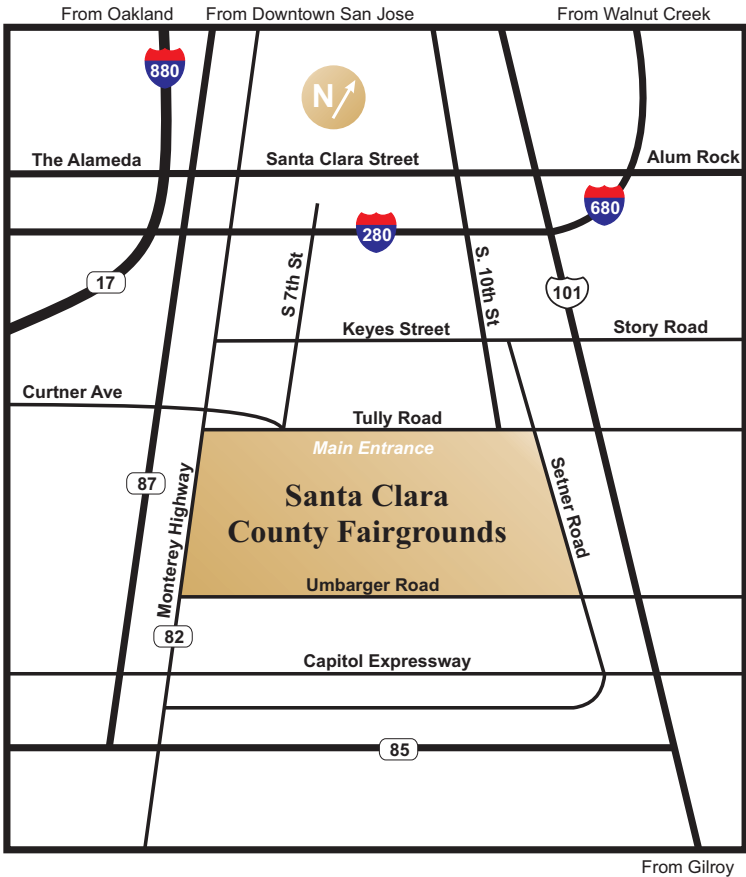 From Oakland
From Downtown San Jose
From Walnut Creek
880
N
The Alameda
Santa Clara Street
Alum Rock
680
280
S 7th St
S. 10th St
17
101
Keyes Street
Story Road
Curtner Ave
Tully Road
Main Entrance
87
Monterey Highway
Santa Clara
County Fairgrounds
Setner Road
Umbarger Road
82
Capitol Expressway
85
From Gilroy